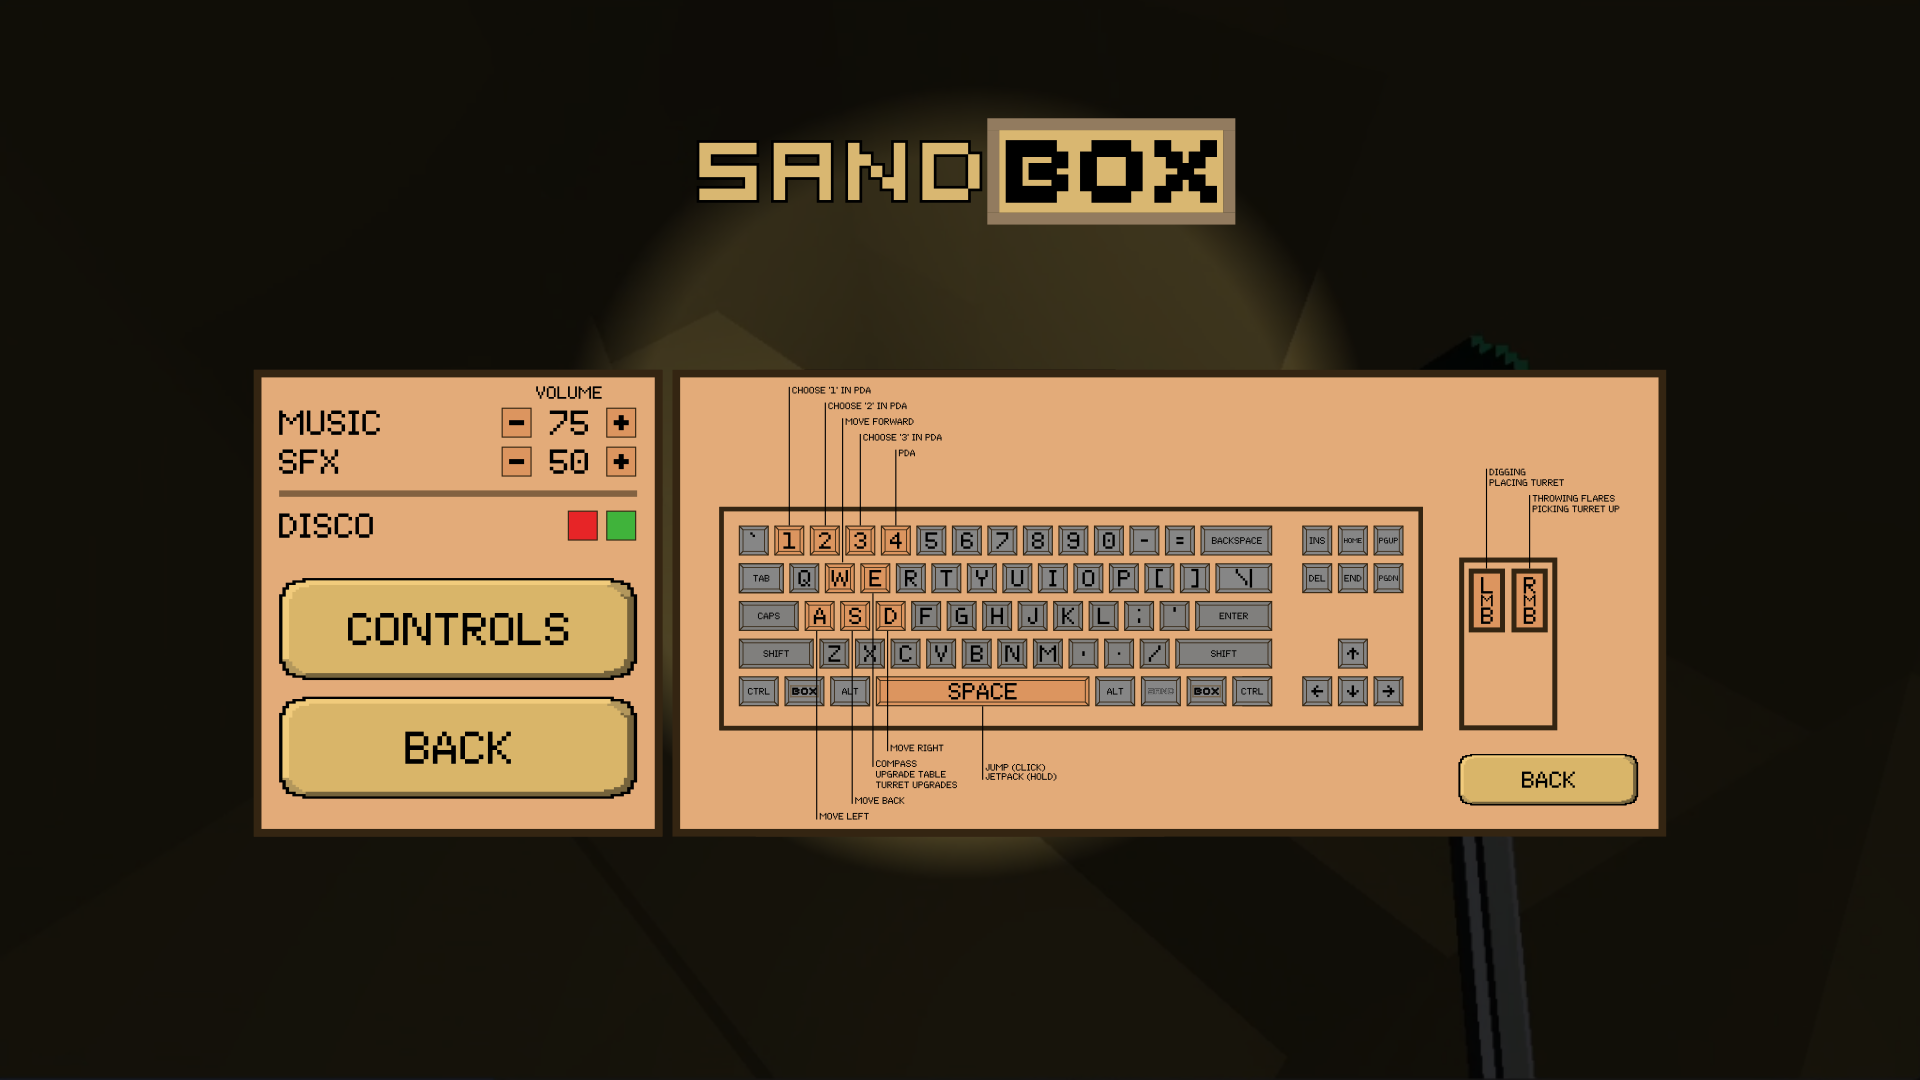 SANDBOX
VOLUME
MUSIC - 75 +
SFX - 50 +
DISCO
CONTROLS
BACK
CHOOSE '1' IN PDA
CHOOSE '2' IN PDA
MOVE FORWARD
CHOOSE '3' IN PDA
PDA
` 1 2 3 4 5 6 7 8 9 0 - = BACKSPACE INS HOME PGUP
TAB Q W E R T Y U I O P [ ] \| DEL END PGDN
CAPS A S D F G H J K L ; ' ENTER
SHIFT Z X C V B N M . . / SHIFT ↑
CTRL BOX ALT SPACE ALT SAND BOX CTRL ← ↓ →
MOVE RIGHT
COMPASS
UPGRADE TABLE
TURRET UPGRADES
JUMP (CLICK)
JETPACK (HOLD)
MOVE BACK
MOVE LEFT
DIGGING
PLACING TURRET
THROWING FLARES
PICKING TURRET UP
LMB RMB
BACK